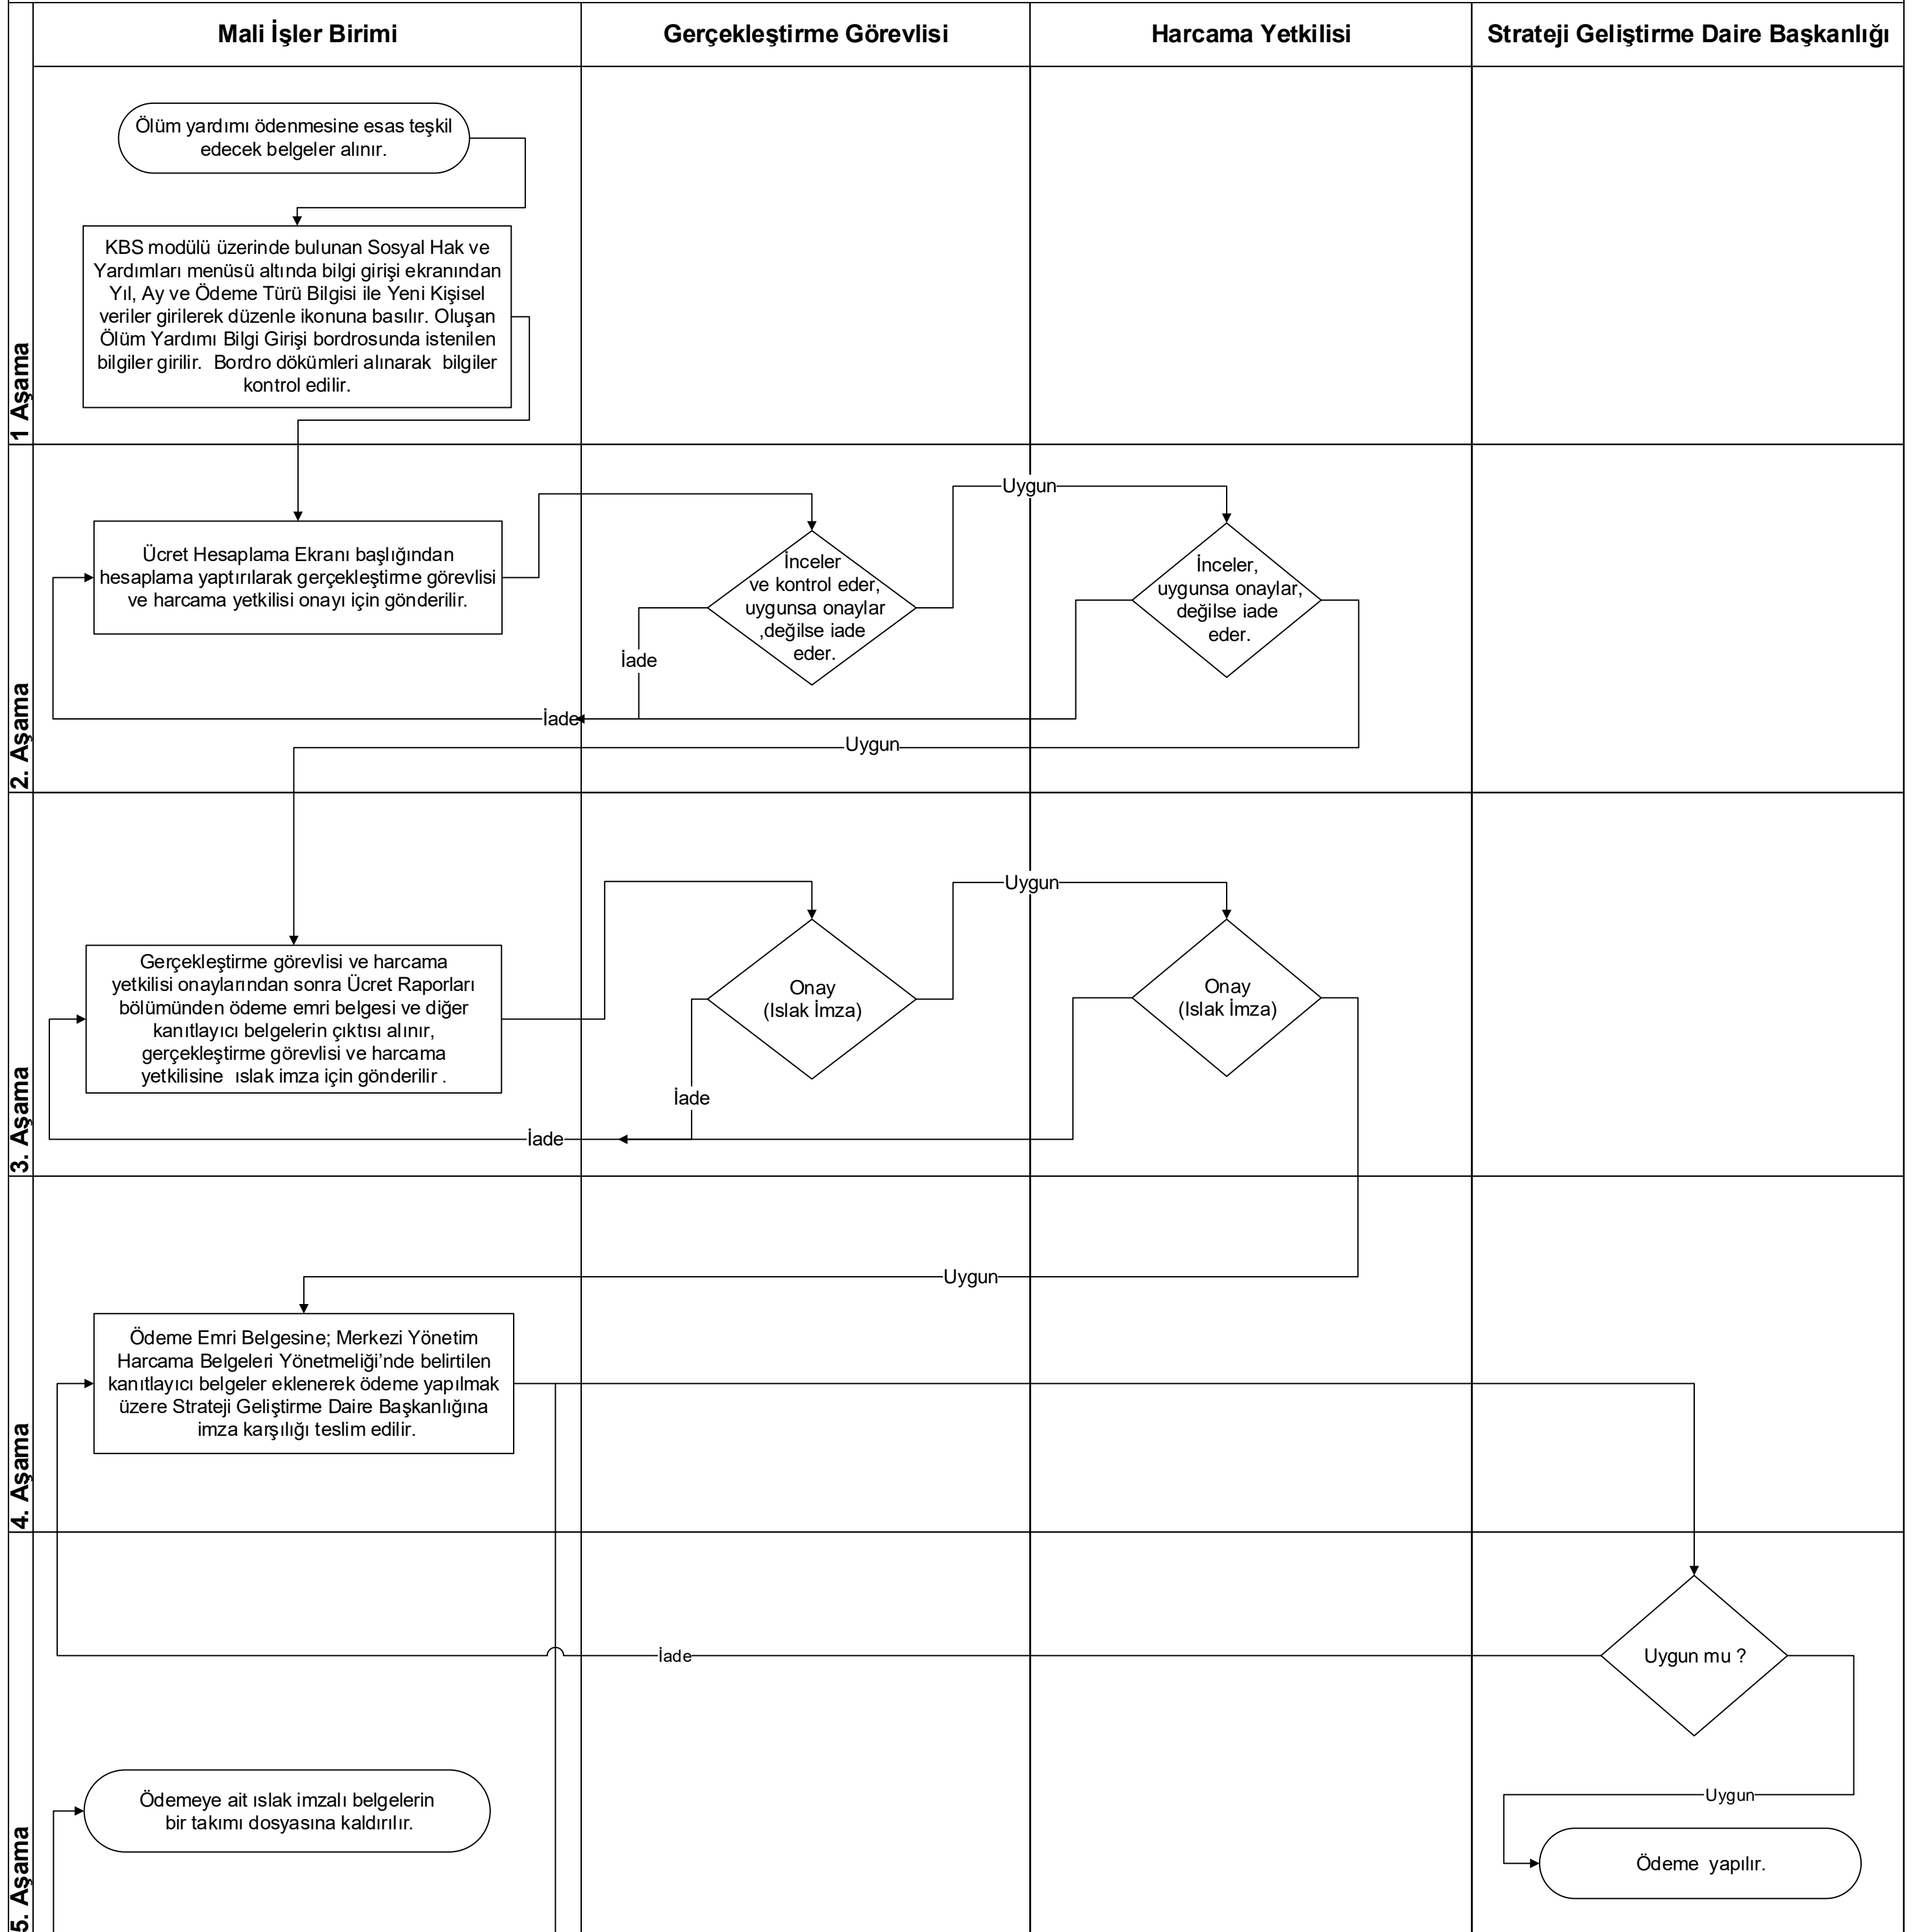 Mali İşler Birimi
Gerçekleştirme Görevlisi
Harcama Yetkilisi
Strateji Geliştirme Daire Başkanlığı
1 Aşama
Ölüm yardımı ödenmesine esas teşkil
edecek belgeler alınır.
KBS modülü üzerinde bulunan Sosyal Hak ve
Yardımları menüsü altında bilgi girişi ekranından
Yıl, Ay ve Ödeme Türü Bilgisi ile Yeni Kişisel
veriler girilerek düzenle ikonuna basılır. Oluşan
Ölüm Yardımı Bilgi Girişi bordrosunda istenilen
bilgiler girilir.  Bordro dökümleri alınarak  bilgiler
kontrol edilir.
2. Aşama
Ücret Hesaplama Ekranı başlığından
hesaplama yaptırılarak gerçekleştirme görevlisi
ve harcama yetkilisi onayı için gönderilir.
İnceler
ve kontrol eder,
uygunsa onaylar
,değilse iade
eder.
Uygun
İnceler,
uygunsa onaylar,
değilse iade
eder.
İade
İade
Uygun
3. Aşama
Gerçekleştirme görevlisi ve harcama
yetkilisi onaylarından sonra Ücret Raporları
bölümünden ödeme emri belgesi ve diğer
kanıtlayıcı belgelerin çıktısı alınır,
gerçekleştirme görevlisi ve harcama
yetkilisine  ıslak imza için gönderilir .
Onay
(Islak İmza)
Uygun
Onay
(Islak İmza)
İade
İade
Uygun
4. Aşama
Ödeme Emri Belgesine; Merkezi Yönetim
Harcama Belgeleri Yönetmeliği’nde belirtilen
kanıtlayıcı belgeler eklenerek ödeme yapılmak
üzere Strateji Geliştirme Daire Başkanlığına
imza karşılığı teslim edilir.
5. Aşama
Uygun mu ?
İade
Uygun
Ödemeye ait ıslak imzalı belgelerin
bir takımı dosyasına kaldırılır.
Ödeme  yapılır.